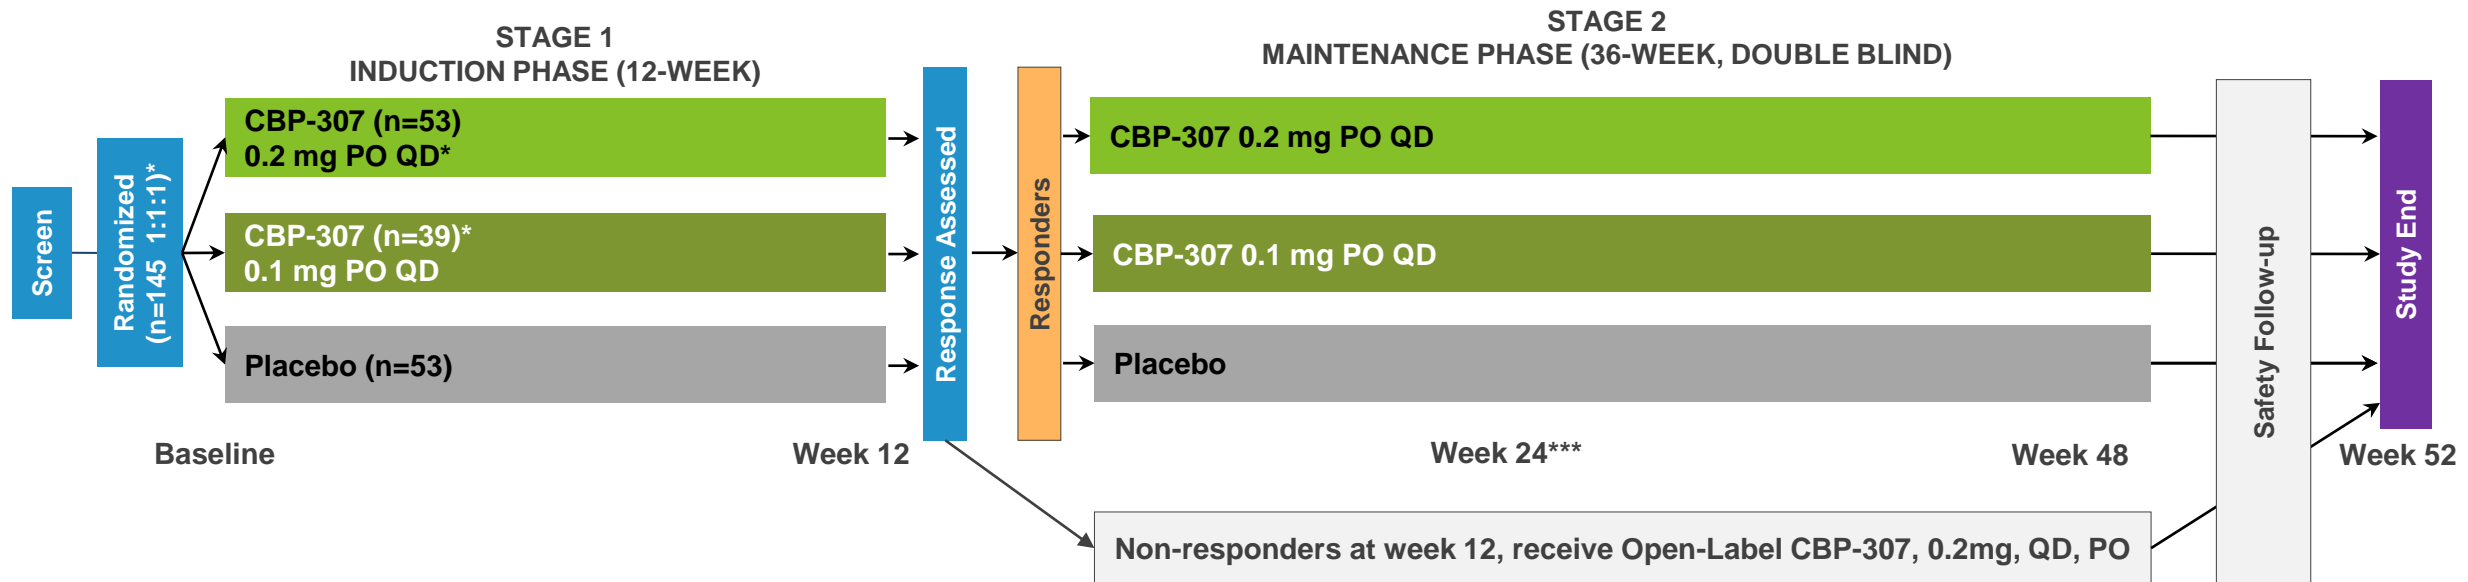 STAGE 1
INDUCTION PHASE (12-WEEK)
STAGE 2
MAINTENANCE PHASE (36-WEEK, DOUBLE BLIND)
Screen
Randomized
(n=145 1:1:1)*
CBP-307 (n=53)
0.2 mg PO QD*
CBP-307 (n=39)*
0.1 mg PO QD
Placebo (n=53)
Response Assessed
Responders
CBP-307 0.2 mg PO QD
CBP-307 0.1 mg PO QD
Placebo
Safety Follow-up
Study End
Baseline
Week 12
Week 24***
Week 48
Week 52
Non-responders at week 12, receive Open-Label CBP-307, 0.2mg, QD, PO